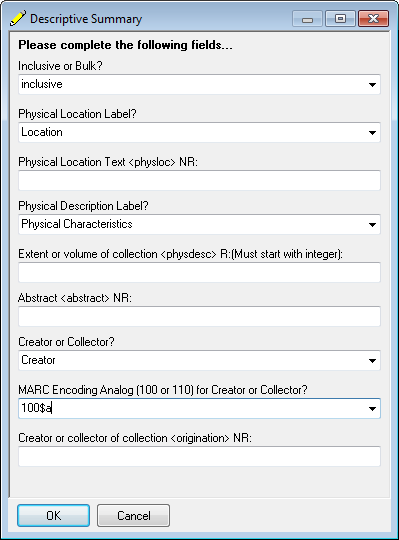 Descriptive Summary
Please complete the following fields...
Inclusive or Bulk?
inclusive
Physical Location Label?
Location
Physical Location Text <physloc> NR:
Physical Description Label?
Physical Characteristics
Extent or volume of collection <physdesc> R:(Must start with integer):
Abstract <abstract> NR:
Creator or Collector?
Creator
MARC Encoding Analog (100 or 110) for Creator or Collector?
100$a
Creator or collector of collection <origination> NR:
OK Cancel